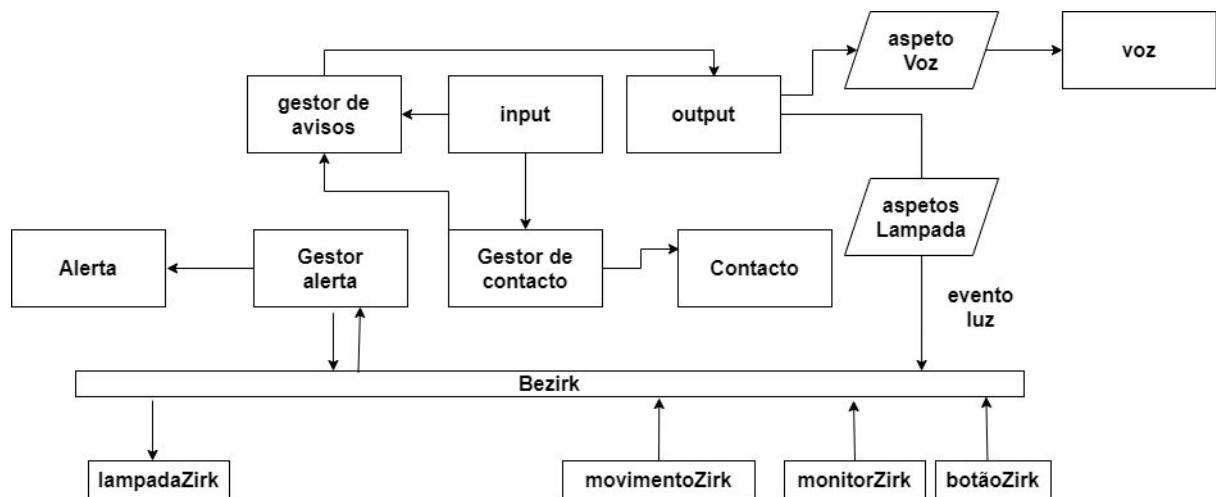 aspeto
Voz
voz
gestor de
avisos
input
output
aspetos
Lampada
Alerta
Gestor
alerta
Gestor de
contacto
Contacto
evento
luz
Bezirk
lampadaZirk
movimentoZirk
monitorZirk
botãoZirk